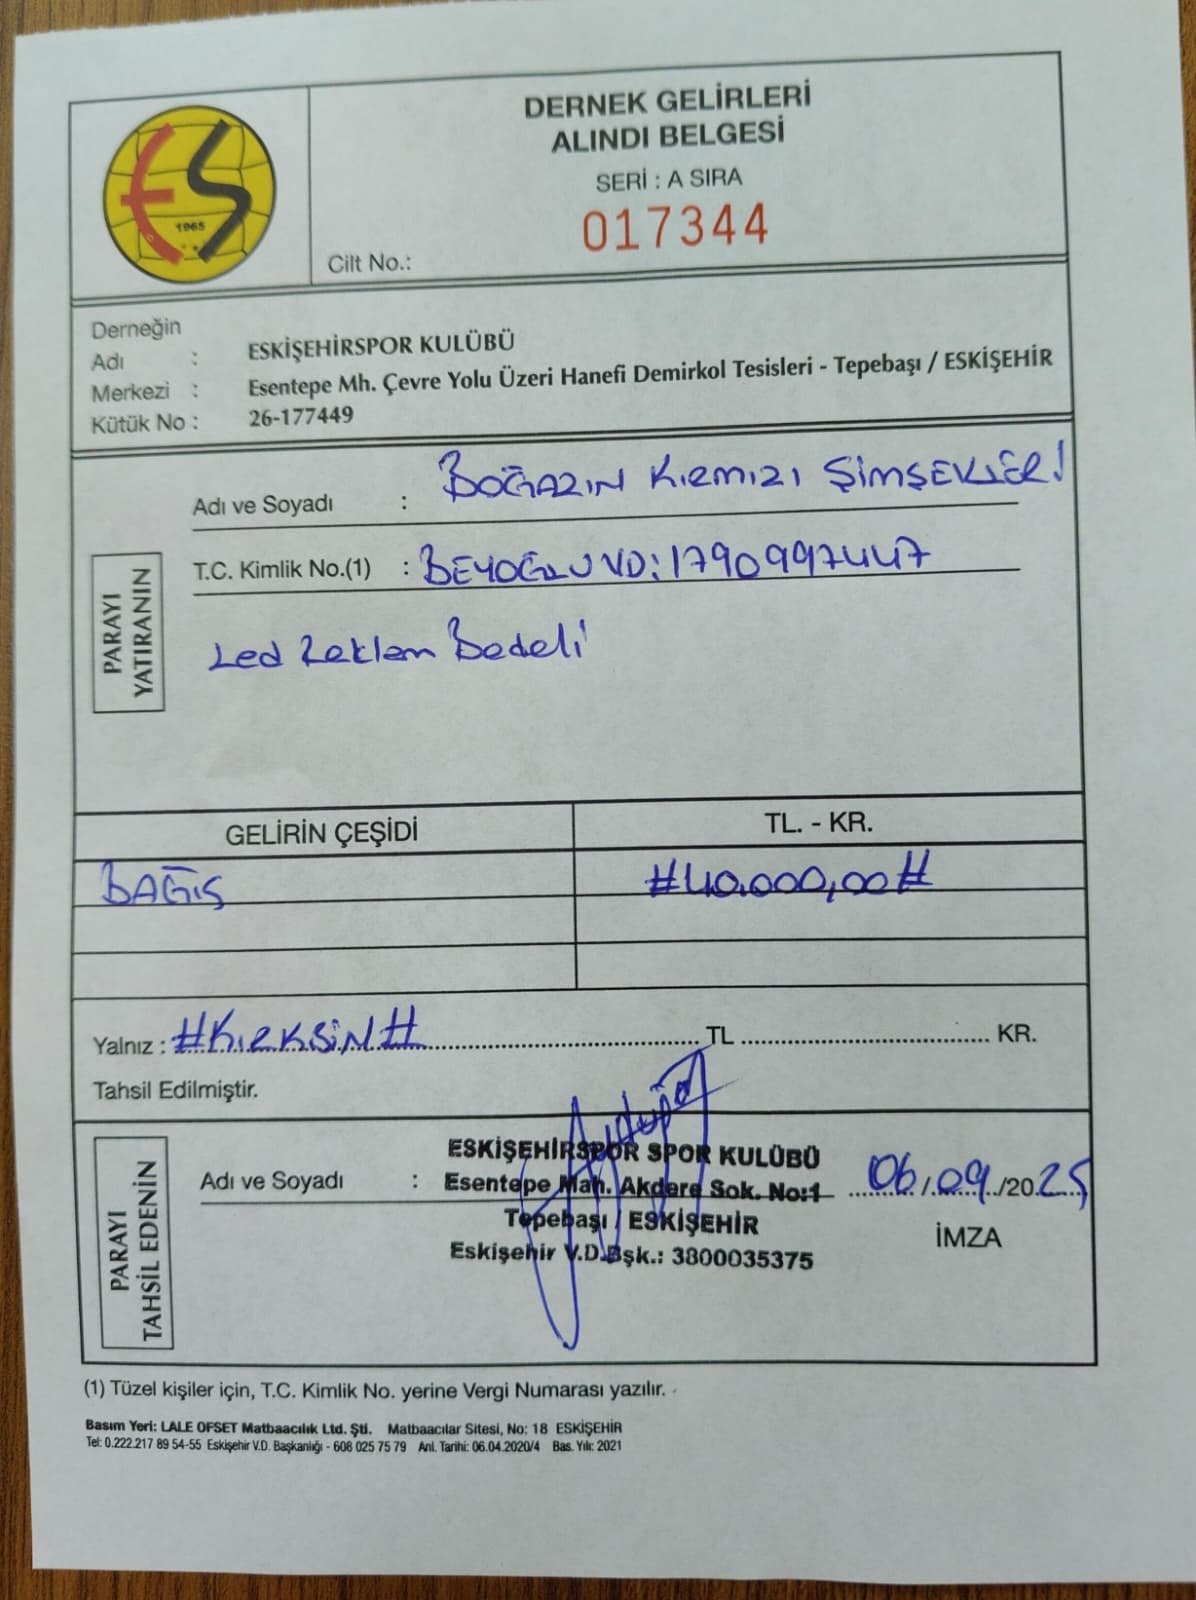 ES
1965
DERNEK GELİRLERİ
ALINDI BELGESİ
SERİ : A SIRA
017344
Cilt No.:
Derneğin
Adı : ESKİŞEHİRSPOR KULÜBÜ
Merkezi : Esentepe Mh. Çevre Yolu Üzeri Hanefi Demirkol Tesisleri - Tepebaşı / ESKİŞEHİR
Kütük No : 26-177449
PARAYI
YATIRANIN
Adı ve Soyadı : BOĞAZIN KIRMIZI ŞİMŞEKLERİ
T.C. Kimlik No.(1) : BEYOĞLU VD: 1790997447
Led Reklam Bedeli
GELİRİN ÇEŞİDİ TL. - KR.
BAĞIŞ #40.000,00#
Yalnız : #KIRKBİN# TL KR.
Tahsil Edilmiştir.
PARAYI
TAHSİL EDENİN
ESKİŞEHİRSPOR SPOR KULÜBÜ
Adı ve Soyadı : Esentepe Mah. Akdere Sok. No:1 06/09/2025
Tepebaşı / ESKİŞEHİR İMZA
Eskişehir V.D.Bşk.: 3800035375
(1) Tüzel kişiler için, T.C. Kimlik No. yerine Vergi Numarası yazılır.
Basım Yeri: LALE OFSET Matbaacılık Ltd. Şti. Matbaacılar Sitesi, No: 18 ESKİŞEHİR
Tel: 0.222.217 89 54-55 Eskişehir V.D. Başkanlığı - 608 025 75 79 Anl. Tarihi: 06.04.2020/4 Bas. Yılı: 2021